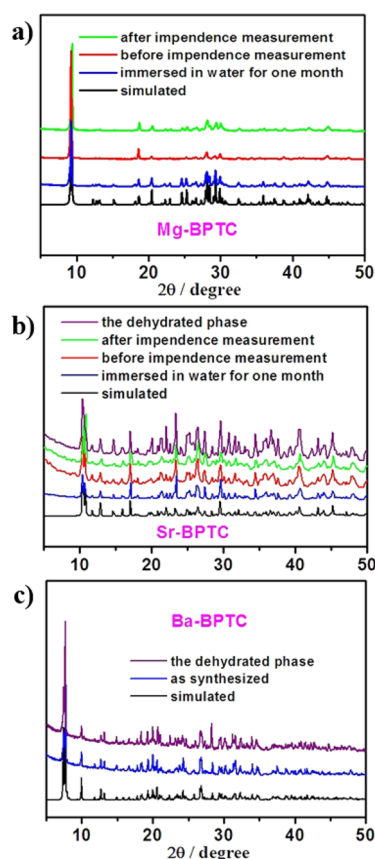 a)
after impendence measurement
before impendence measurement
immersed in water for one month
simulated
Mg-BPTC
10 20 30 40 50
2θ / degree
b)
the dehydrated phase
after impendence measurement
before impendence measurement
immersed in water for one month
simulated
Sr-BPTC
10 20 30 40 50
2θ / degree
c)
Ba-BPTC
the dehydrated phase
as synthesized
simulated
10 20 30 40 50
2θ / degree